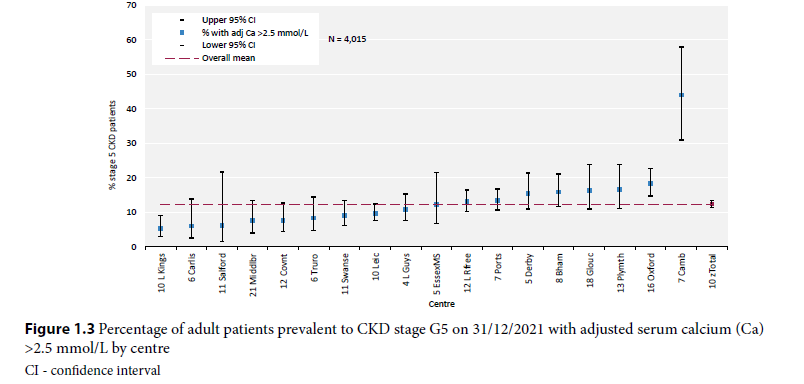 70
60
50
40
30
20
10
0
% stage 5 CKD patients
Upper 95% CI
% with adj Ca >2.5 mmol/L
Lower 95% CI
Overall mean
N = 4,015
10 L Kings
6 Carlis
11 Salford
21 Middlbr
12 Covnt
6 Truro
11 Swanse
10 Leic
4 L Guys
5 EssexMS
12 L Rfree
7 Ports
5 Derby
8 Bham
18 Glouc
13 Plymth
16 Oxford
7 Camb
10 zTotal
Centre
Figure 1.3 Percentage of adult patients prevalent to CKD stage G5 on 31/12/2021 with adjusted serum calcium (Ca)
>2.5 mmol/L by centre
CI - confidence interval